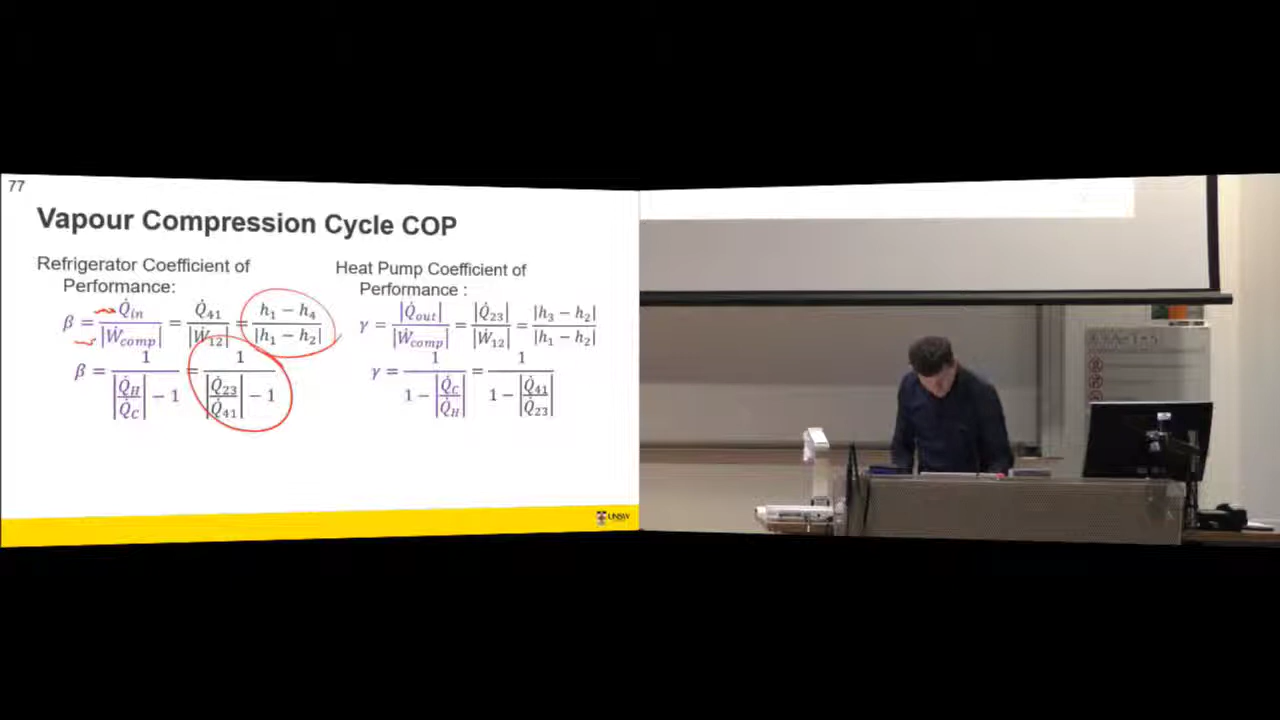 77
Vapour Compression Cycle COP
Refrigerator Coefficient of
Performance:
β = Q̇in / |Ẇcomp| = Q̇41 / |Ẇ12| = h1 − h4 / |h1 − h2|
β = 1 / |Q̇H / Q̇C| − 1 = 1 / |Q̇23 / Q̇41| − 1
Heat Pump Coefficient of
Performance :
γ = |Q̇out| / |Ẇcomp| = |Q̇23| / |Ẇ12| = |h3 − h2| / |h1 − h2|
γ = 1 / 1 − |Q̇C / Q̇H| = 1 / 1 − |Q̇41 / Q̇23|
UNSW